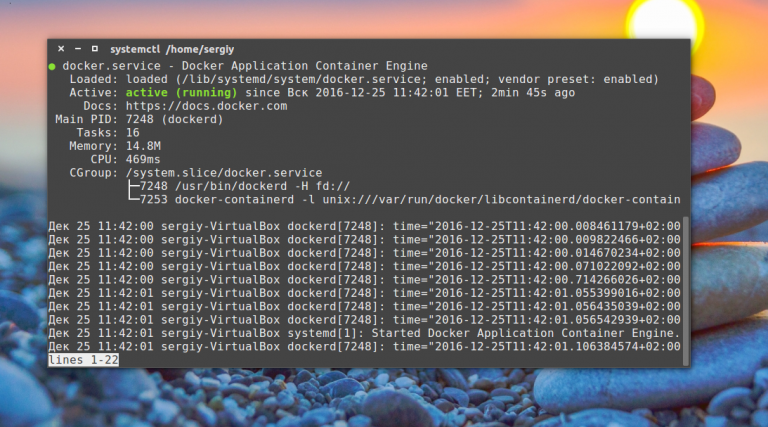 systemctl /home/sergiy
● docker.service - Docker Application Container Engine
Loaded: loaded (/lib/systemd/system/docker.service; enabled; vendor preset: enabled)
Active: active (running) since Вск 2016-12-25 11:42:01 EET; 2min 45s ago
Docs: https://docs.docker.com
Main PID: 7248 (dockerd)
Tasks: 16
Memory: 14.8M
CPU: 469ms
CGroup: /system.slice/docker.service
├─7248 /usr/bin/dockerd -H fd://
└─7253 docker-containerd -l unix:///var/run/docker/libcontainerd/docker-contain
Дек 25 11:42:00 sergiy-VirtualBox dockerd[7248]: time="2016-12-25T11:42:00.008461179+02:00
Дек 25 11:42:00 sergiy-VirtualBox dockerd[7248]: time="2016-12-25T11:42:00.009822466+02:00
Дек 25 11:42:00 sergiy-VirtualBox dockerd[7248]: time="2016-12-25T11:42:00.014670234+02:00
Дек 25 11:42:00 sergiy-VirtualBox dockerd[7248]: time="2016-12-25T11:42:00.071022092+02:00
Дек 25 11:42:00 sergiy-VirtualBox dockerd[7248]: time="2016-12-25T11:42:00.714266026+02:00
Дек 25 11:42:01 sergiy-VirtualBox dockerd[7248]: time="2016-12-25T11:42:01.055399016+02:00
Дек 25 11:42:01 sergiy-VirtualBox dockerd[7248]: time="2016-12-25T11:42:01.056435039+02:00
Дек 25 11:42:01 sergiy-VirtualBox dockerd[7248]: time="2016-12-25T11:42:01.056542939+02:00
Дек 25 11:42:01 sergiy-VirtualBox systemd[1]: Started Docker Application Container Engine.
Дек 25 11:42:01 sergiy-VirtualBox dockerd[7248]: time="2016-12-25T11:42:01.106384574+02:00
lines 1-22